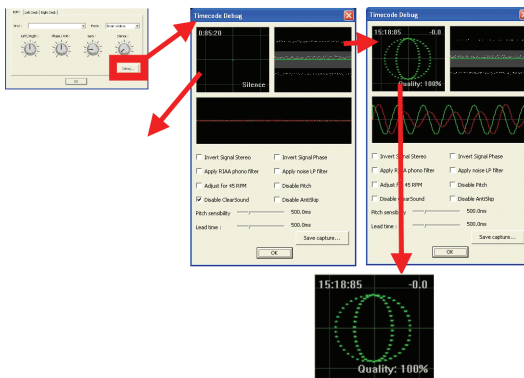 Timecode Debug
0:85:20
Silence
Invert Signal Stereo
Invert Signal Phase
Apply RIAA phono filter
Apply noise LP filter
Adjust for 45 RPM
Disable Pitch
Disable ClearSound
Disable AntiSkip
Pitch sensibility
500.0ms
Lead time :
500.0ms
Save capture...
OK
Timecode Debug
15:18:85
-0.0
Quality: 100%
Invert Signal Stereo
Invert Signal Phase
Apply RIAA phono filter
Apply noise LP filter
45 RPM
Disable Pitch
Disable AntiSkip
Pitch sensibility
500.0ms
Lead time :
500.0ms
Save capture...
OK
15:18:85
-0.0
Quality: 100%